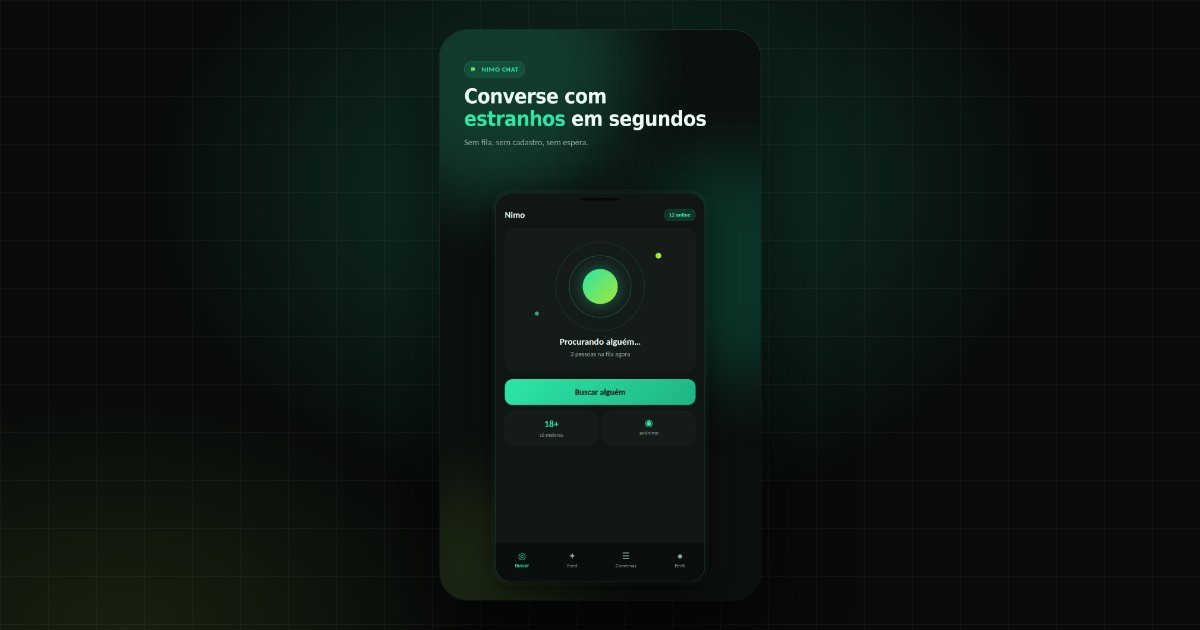 NIMO CHAT
Converse com
estranhos em segundos
Sem fila, sem cadastro, sem espera.
Nimo
12 online
Procurando alguém...
3 pessoas na fila agora
Buscar alguém
18+
só maiores
anônimo
Buscar
Feed
Conversas
Perfil